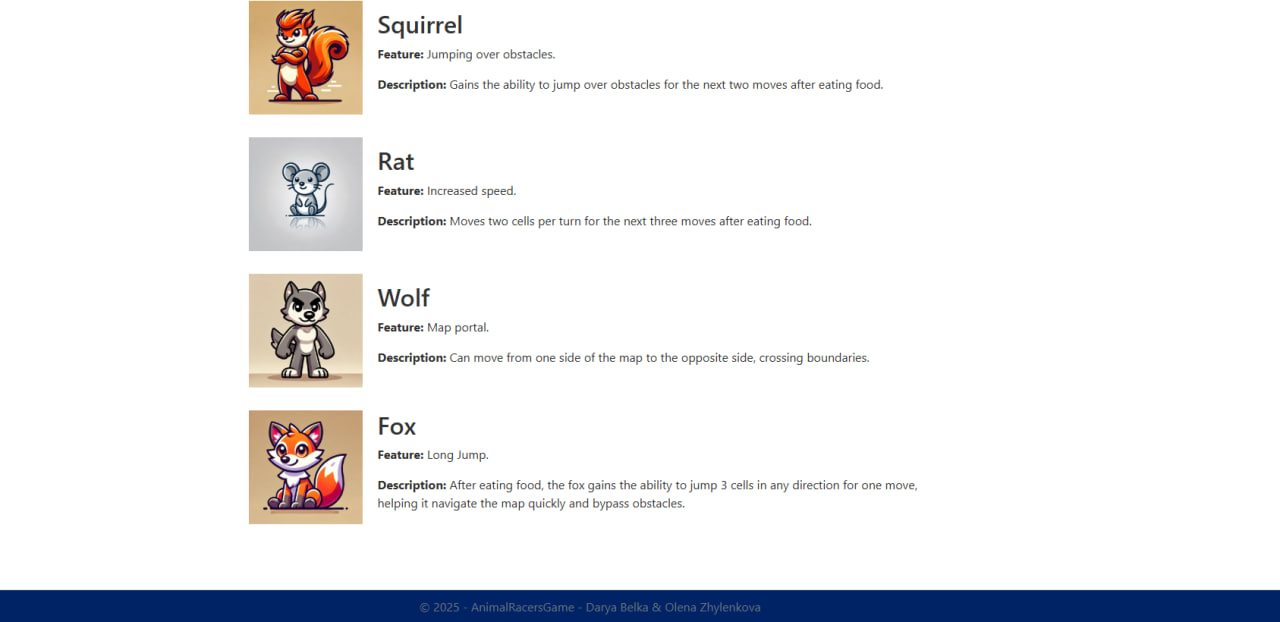 Squirrel
Feature: Jumping over obstacles.
Description: Gains the ability to jump over obstacles for the next two moves after eating food.
Rat
Feature: Increased speed.
Description: Moves two cells per turn for the next three moves after eating food.
Wolf
Feature: Map portal.
Description: Can move from one side of the map to the opposite side, crossing boundaries.
Fox
Feature: Long Jump.
Description: After eating food, the fox gains the ability to jump 3 cells in any direction for one move,
helping it navigate the map quickly and bypass obstacles.
© 2025 - AnimalRacersGame - Darya Belka & Olena Zhylenkova